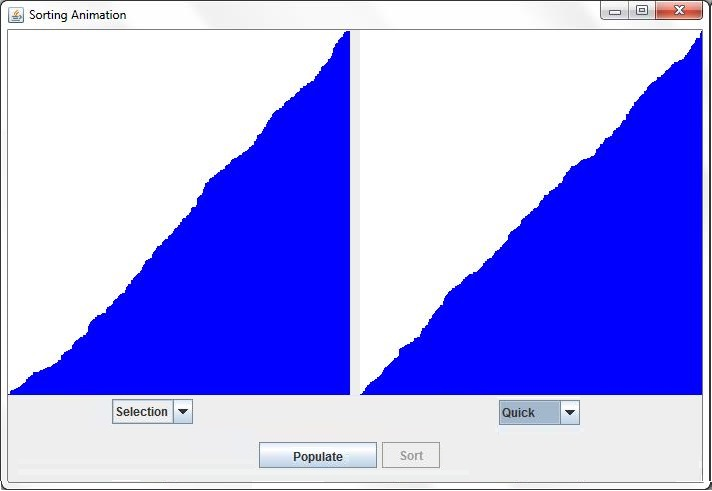 Sorting Animation
Selection
Quick
Populate
Sort